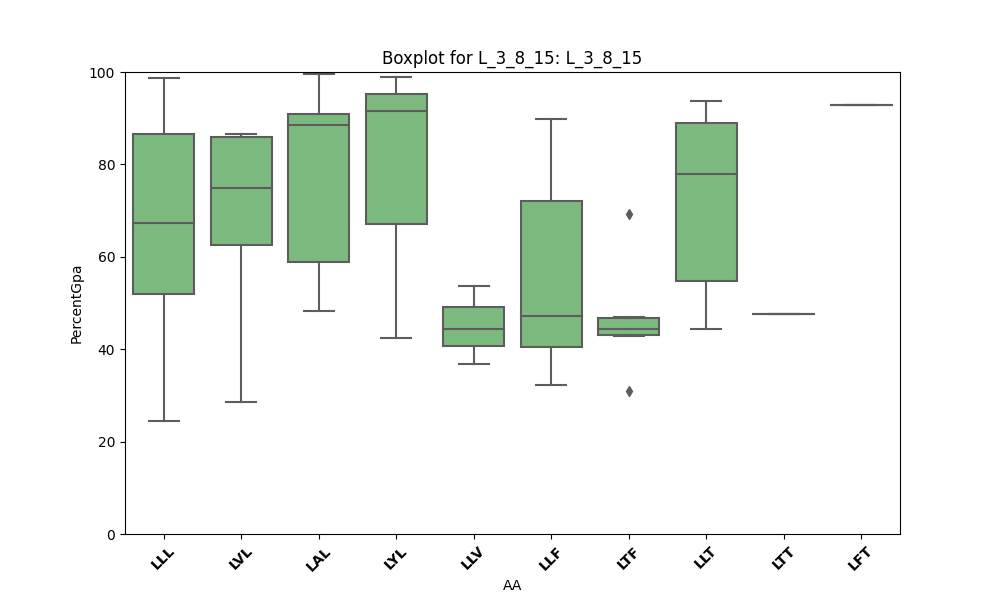 Boxplot for L_3_8_15: L_3_8_15
100
80
60
40
20
0
PercentGpa
LLL
LVL
LAL
LYL
LLV
LLF
LTF
LLT
LTT
LFT
AA